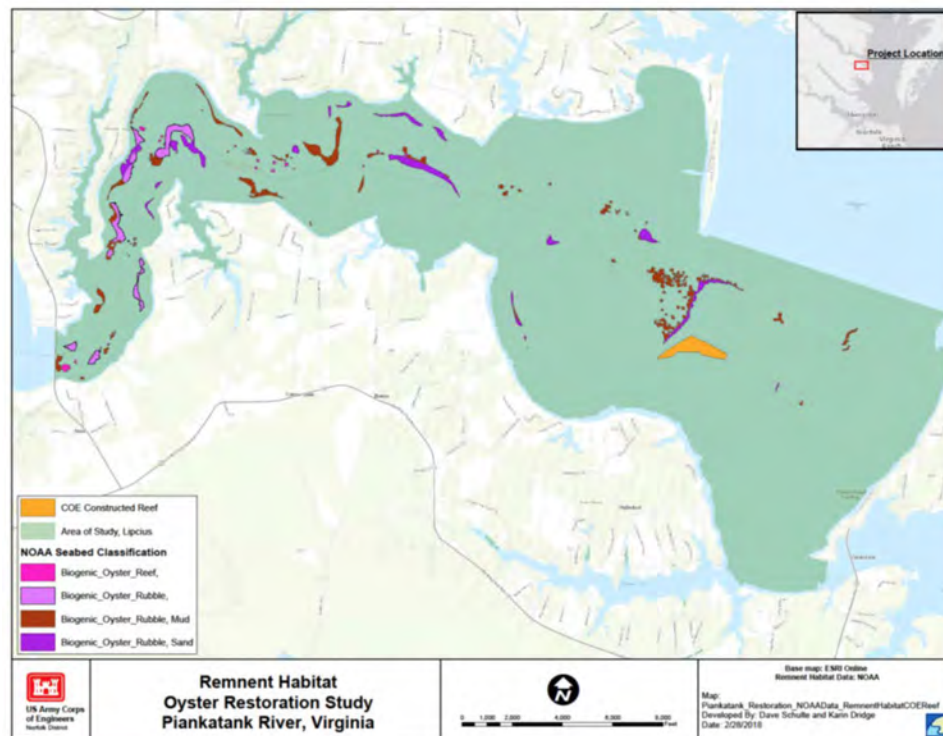 Project Location
COE Constructed Reef
Area of Study, Lipcius
NOAA Seabed Classification
Biogenic_Oyster_Reef,
Biogenic_Oyster_Rubble,
Biogenic_Oyster_Rubble, Mud
Biogenic_Oyster_Rubble, Sand
US Army Corps
of Engineers
Norfolk District
Remnent Habitat
Oyster Restoration Study
Piankatank River, Virginia
N
0 1,000 2,000 4,000 6,000 8,000
Feet
Base map: ESRI Online
Remnent Habitat Data: NOAA
Map:
Piankatank_Restoration_NOAAData_RemnentHabitatCOEReef
Developed By: Dave Schulte and Karin Dridge
Date: 2/28/2018